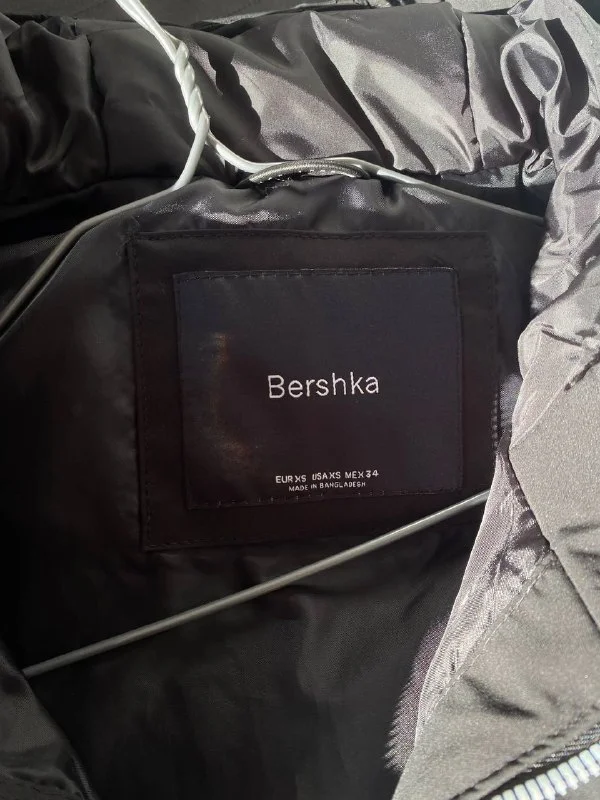 Bershka
EUR XS USA XS MEX 34
MADE IN BANGLADESH